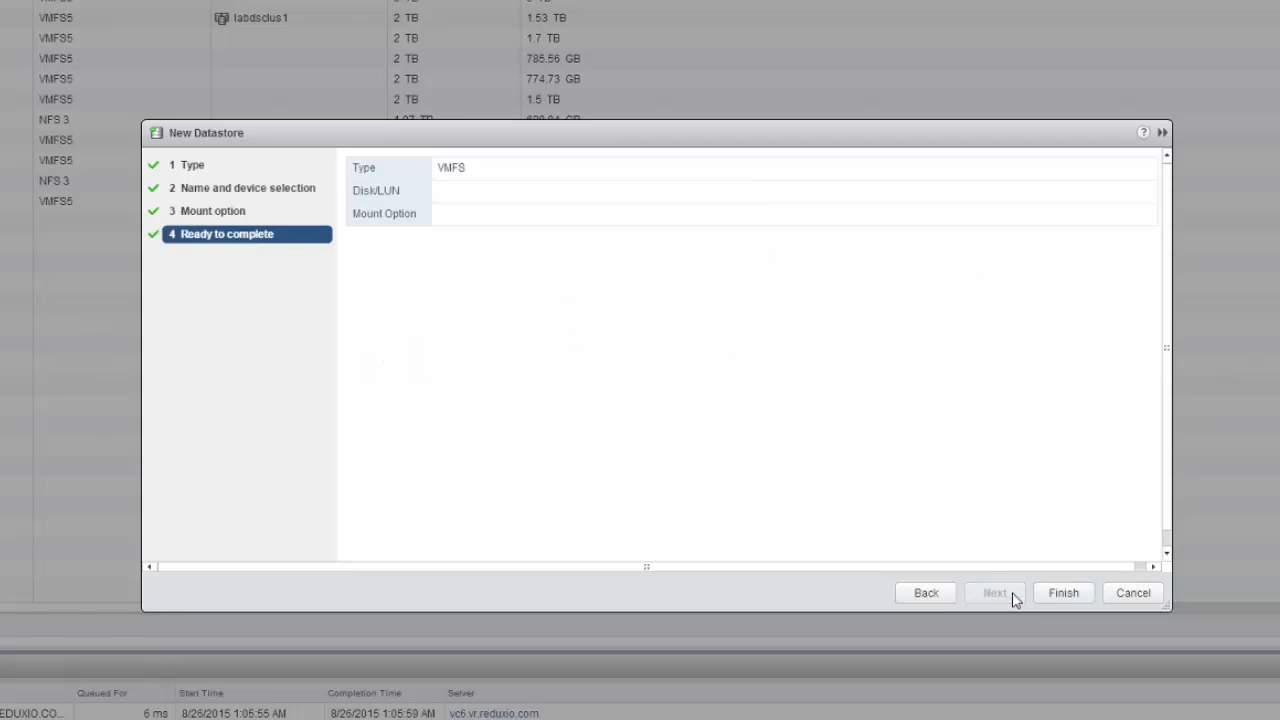 VMFS5 labdsclus1 2 TB 1.53 TB
VMFS5 2 TB 1.7 TB
VMFS5 2 TB 785.56 GB
VMFS5 2 TB 774.73 GB
VMFS5 2 TB 1.5 TB
NFS 3
VMFS5
VMFS5
NFS 3
VMFS5
New Datastore
1 Type
2 Name and device selection
3 Mount option
4 Ready to complete
Type VMFS
Disk/LUN
Mount Option
Back Next Finish Cancel
Queued For Start Time Completion Time Server
EDUXIO.CO... 6 ms 8/26/2015 1:05:55 AM 8/26/2015 1:05:59 AM vc6.vr.reduxio.com